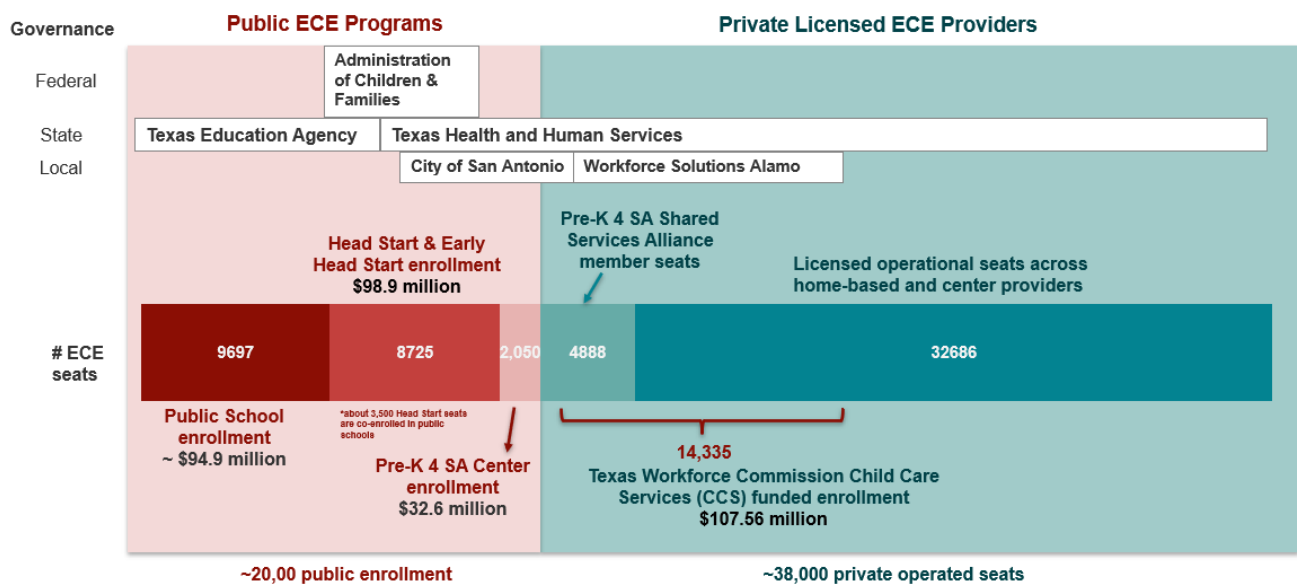 Governance
Public ECE Programs
Private Licensed ECE Providers
Federal
Administration
of Children &
Families
State
Texas Education Agency
Texas Health and Human Services
Local
City of San Antonio
Workforce Solutions Alamo
Pre-K 4 SA Shared
Services Alliance
member seats
Head Start & Early
Head Start enrollment
$98.9 million
Licensed operational seats across
home-based and center providers
# ECE
seats
9697
8725
2,050
4888
32686
Public School
enrollment
~ $94.9 million
*about 3,500 Head Start seats
are co-enrolled in public
schools
Pre-K 4 SA Center
enrollment
$32.6 million
14,335
Texas Workforce Commission Child Care
Services (CCS) funded enrollment
$107.56 million
~20,00 public enrollment
~38,000 private operated seats